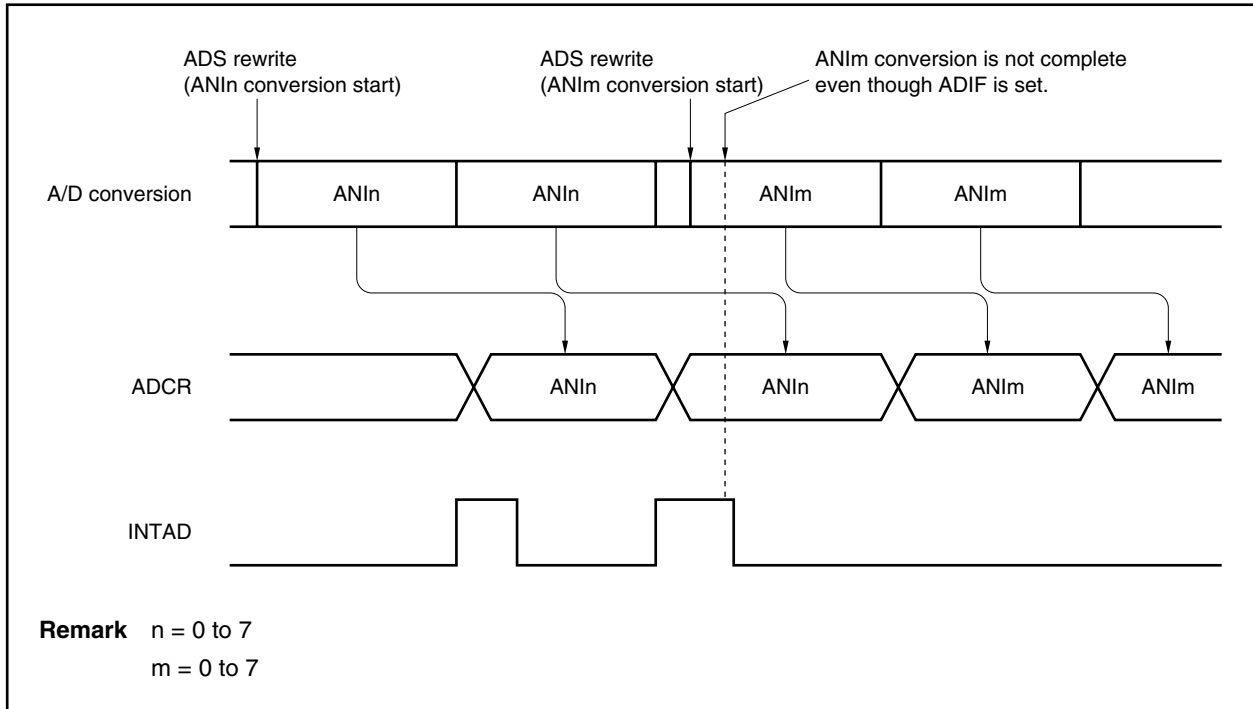 ADS rewrite
(ANIn conversion start)
ADS rewrite
(ANIm conversion start)
ANIm conversion is not complete
even though ADIF is set.
A/D conversion
ANIn
ANIn
ANIm
ANIm
ADCR
ANIn
ANIn
ANIm
ANIm
INTAD
Remark n = 0 to 7
m = 0 to 7